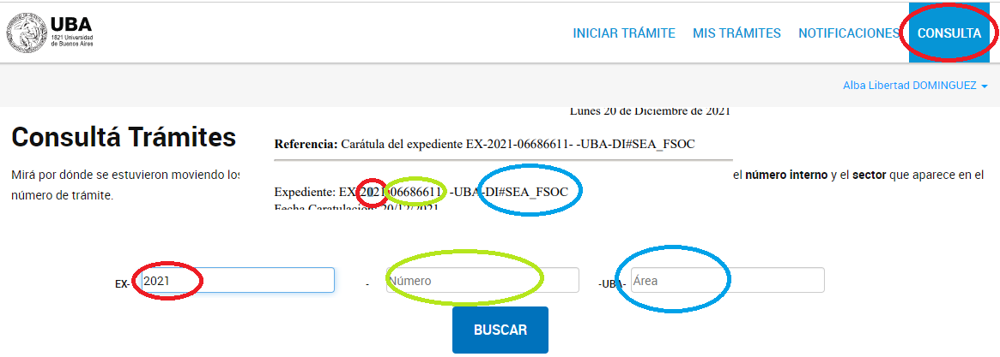 UBA
1821 Universidad
de Buenos Aires
INICIAR TRÁMITE MIS TRÁMITES NOTIFICACIONES CONSULTA
Alba Libertad DOMINGUEZ
Lunes 20 de Diciembre de 2021
Consultá Trámites
Referencia: Carátula del expediente EX-2021-06686611- -UBA-DI#SEA_FSOC
Mirá por dónde se estuvieron moviendo los
el número interno y el sector que aparece en el
Expediente: EX-2021-06686611- -UBA-DI#SEA_FSOC
número de trámite.
Fecha Caratulación: 20/12/2021
EX- 2021 - Número -UBA- Área
BUSCAR